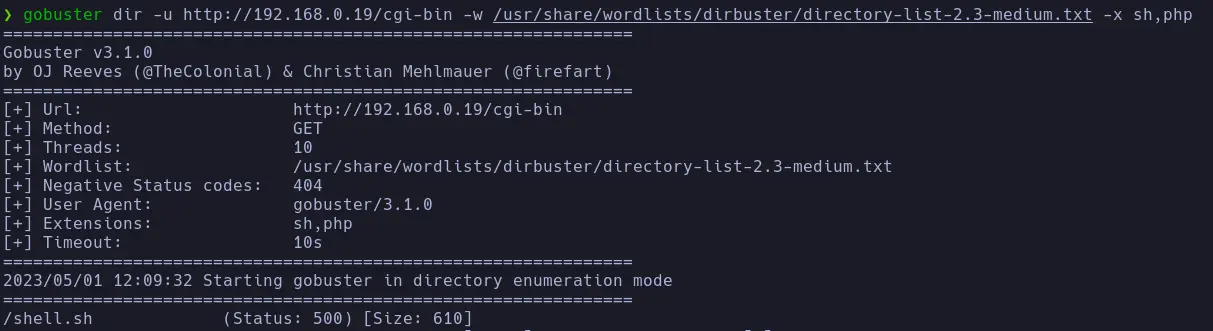 ❯ gobuster dir -u http://192.168.0.19/cgi-bin -w /usr/share/wordlists/dirbuster/directory-list-2.3-medium.txt -x sh,php
===============================================================
Gobuster v3.1.0
by OJ Reeves (@TheColonial) & Christian Mehlmauer (@firefart)
===============================================================
[+] Url:                     http://192.168.0.19/cgi-bin
[+] Method:                  GET
[+] Threads:                 10
[+] Wordlist:                /usr/share/wordlists/dirbuster/directory-list-2.3-medium.txt
[+] Negative Status codes:   404
[+] User Agent:              gobuster/3.1.0
[+] Extensions:              sh,php
[+] Timeout:                 10s
===============================================================
2023/05/01 12:09:32 Starting gobuster in directory enumeration mode
===============================================================
/shell.sh             (Status: 500) [Size: 610]